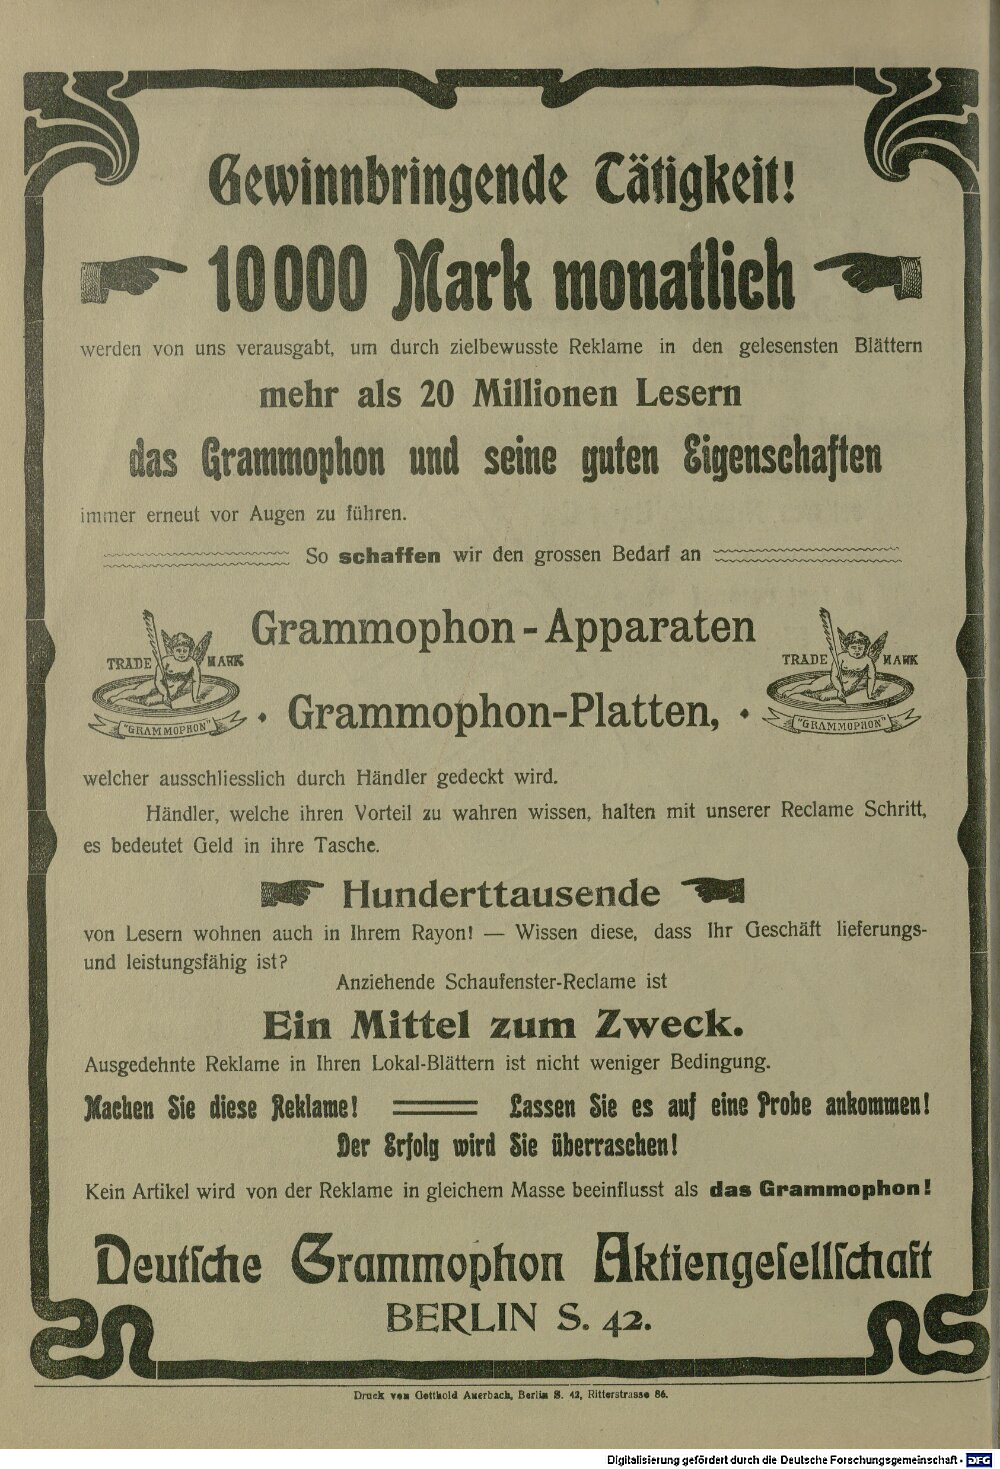 Gewinnbringende Tätigkeit!
10000 Mark monatlich
werden von uns verausgabt, um durch zielbewusste Reklame in den gelesensten Blättern
mehr als 20 Millionen Lesern
das Grammophon und seine guten Eigenschaften
immer erneut vor Augen zu führen.
So schaffen wir den grossen Bedarf an
Grammophon-Apparaten
TRADE MARK
"GRAMMOPHON"
TRADE MARK
"GRAMMOPHON"
Grammophon-Platten,
welcher ausschliesslich durch Händler gedeckt wird.
Händler, welche ihren Vorteil zu wahren wissen, halten mit unserer Reclame Schritt,
es bedeutet Geld in ihre Tasche.
Hunderttausende
von Lesern wohnen auch in Ihrem Rayon! — Wissen diese, dass Ihr Geschäft lieferungs-
und leistungsfähig ist?
Anziehende Schaufenster-Reclame ist
Ein Mittel zum Zweck.
Ausgedehnte Reklame in Ihren Lokal-Blättern ist nicht weniger Bedingung.
Machen Sie diese Reklame! Lassen Sie es auf eine Probe ankommen!
Der Erfolg wird Sie überraschen!
Kein Artikel wird von der Reklame in gleichem Masse beeinflusst als das Grammophon!
Deutsche Grammophon Aktiengesellschaft
BERLIN S. 42.
Druck von Gotthold Auerbach, Berlin S. 42, Ritterstrasse 86.
Digitalisierung gefördert durch die Deutsche Forschungsgemeinschaft - DFG